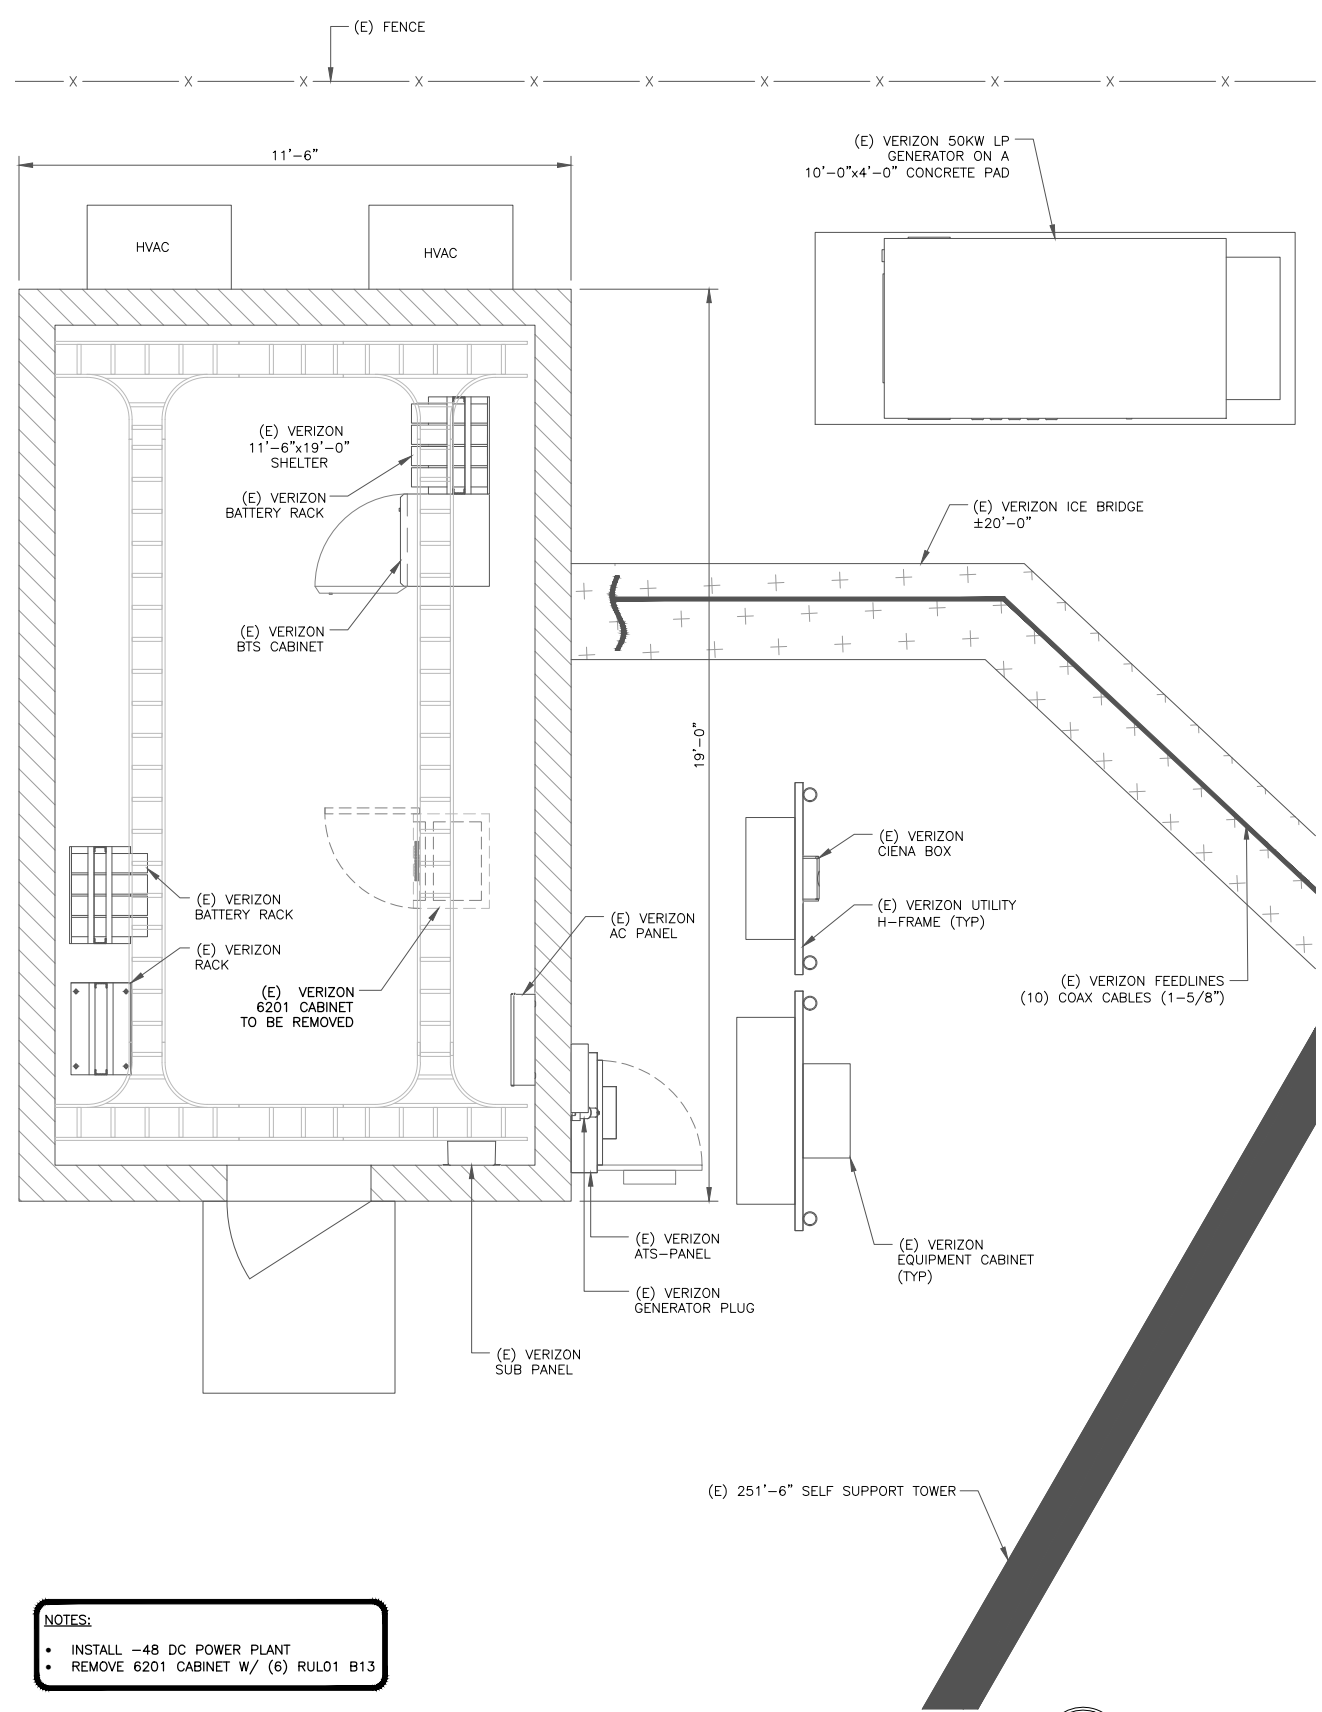 (E) FENCE
11'-6"
(E) VERIZON 50KW LP
GENERATOR ON A
10'-0"x4'-0" CONCRETE PAD
HVAC
HVAC
(E) VERIZON
11'-6"x19'-0"
SHELTER
(E) VERIZON
BATTERY RACK
(E) VERIZON ICE BRIDGE
±20'-0"
(E) VERIZON
BTS CABINET
19'-0"
(E) VERIZON
CIENA BOX
(E) VERIZON
BATTERY RACK
(E) VERIZON UTILITY
H-FRAME (TYP)
(E) VERIZON
AC PANEL
(E) VERIZON
RACK
(E) VERIZON
6201 CABINET
TO BE REMOVED
(E) VERIZON FEEDLINES
(10) COAX CABLES (1-5/8")
(E) VERIZON
ATS-PANEL
(E) VERIZON
EQUIPMENT CABINET
(TYP)
(E) VERIZON
GENERATOR PLUG
(E) VERIZON
SUB PANEL
(E) 251'-6" SELF SUPPORT TOWER
NOTES:
• INSTALL -48 DC POWER PLANT
• REMOVE 6201 CABINET W/ (6) RUL01 B13